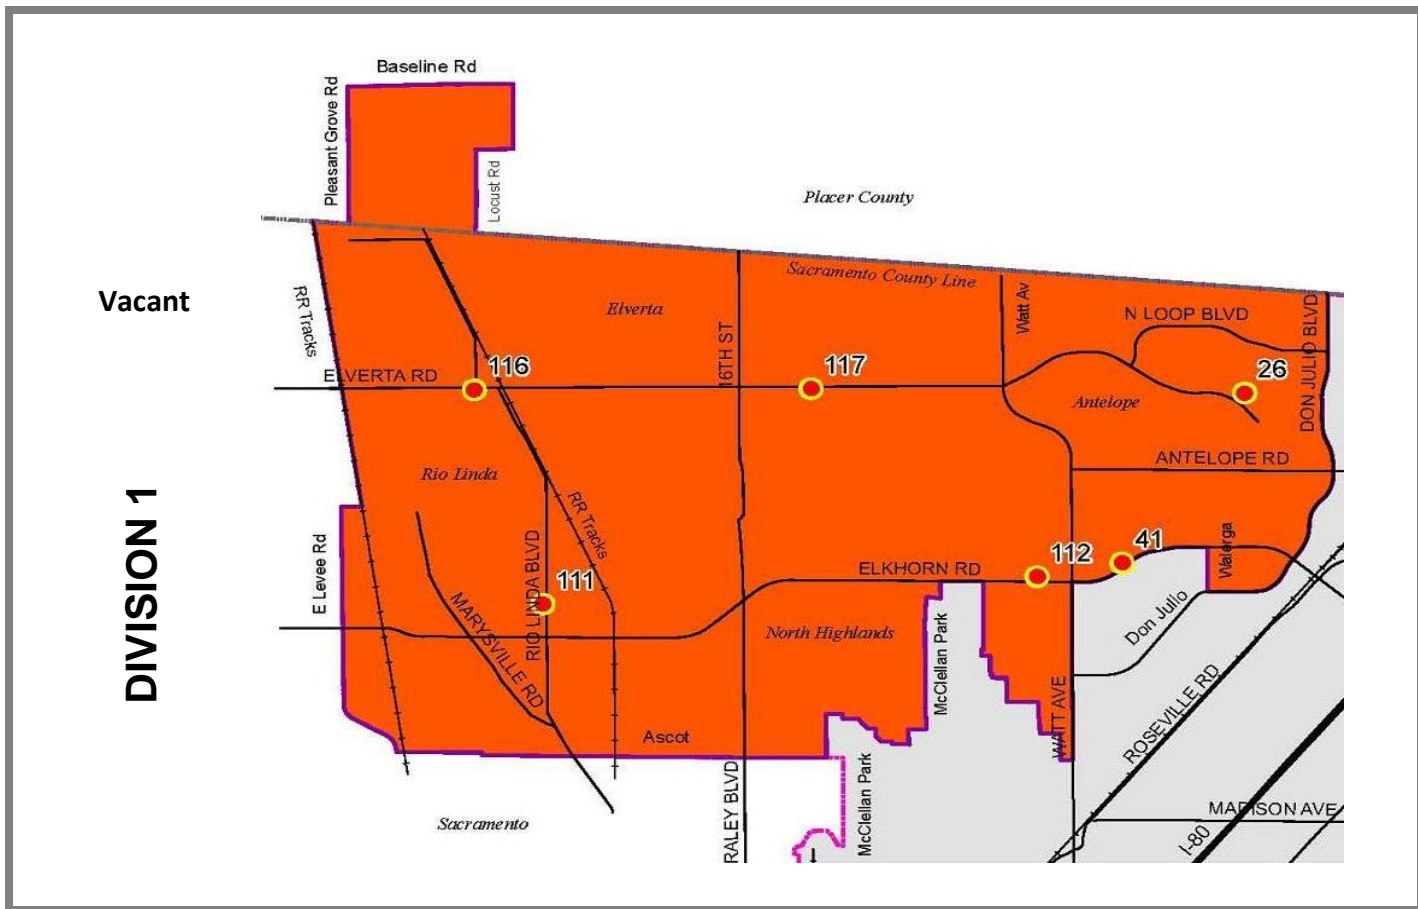 Baseline Rd
Pleasant Grove Rd
Locust Rd
Placer County
Sacramento County Line
Vacant
RR Tracks
Elverta
16TH ST
Watt Av
N LOOP BLVD
DON JULIO BLVD
ELVERTA RD
116
117
26
Antelope
ANTELOPE RD
Rio Linda
RR Tracks
DIVISION 1
E Levee Rd
RIO LINDA BLVD
111
MARYSVILLE RD
ELKHORN RD
112
41
Walerga
Don Julio
North Highlands
McClellan Park
WATT AVE
ROSEVILLE RD
Ascot
Sacramento
RALEY BLVD
McClellan Park
MADISON AVE
I-80